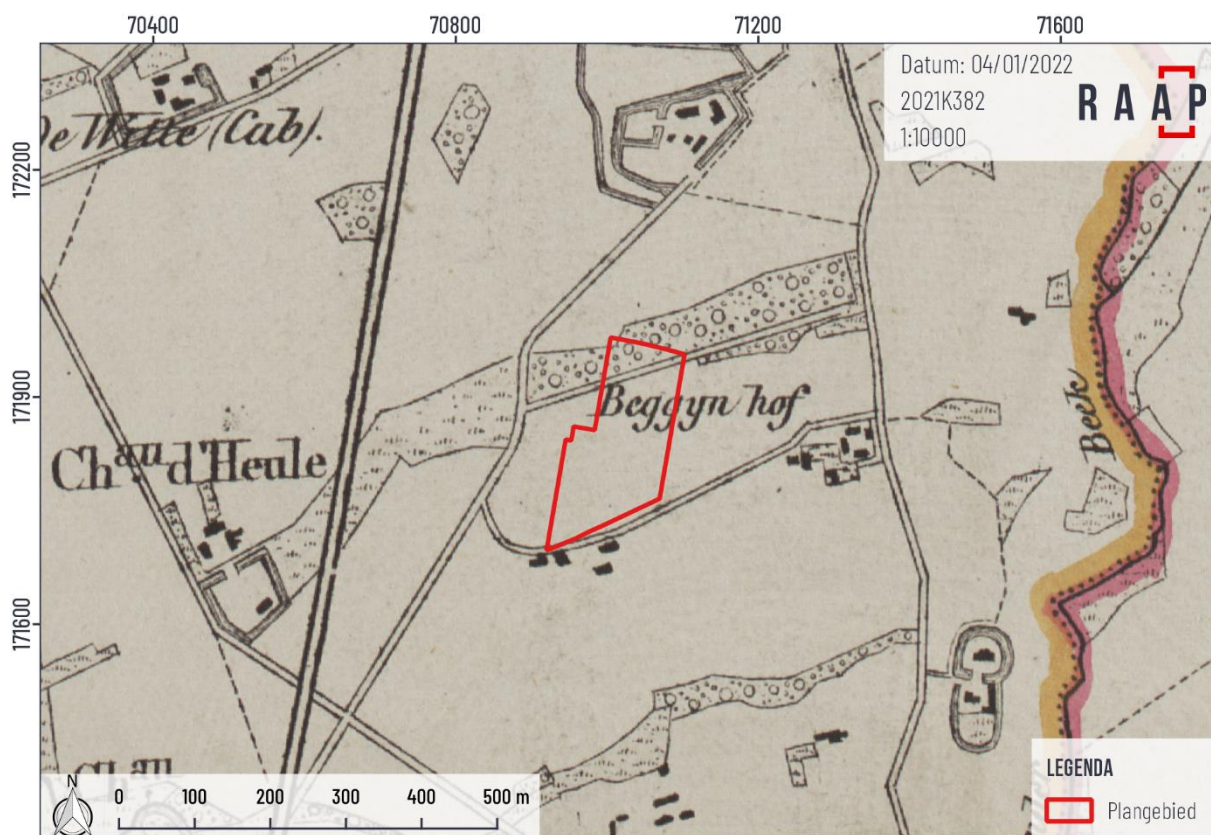 70400 70800 71200 71600
Datum: 04/01/2022
2021K382
1:10000
RAAP
172200
171900
171600
De Witte (Cab).
Beggyn hof
Chau d'Heule
Beek
N
0 100 200 300 400 500 m
LEGENDA
Plangebied